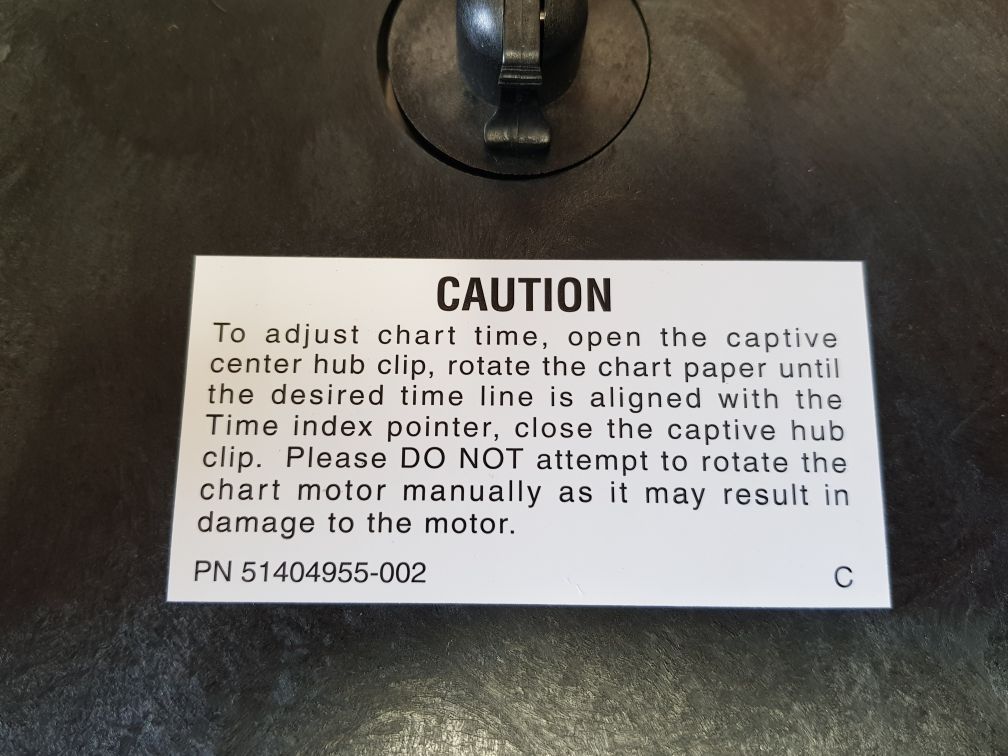 CAUTION
To adjust chart time, open the captive
center hub clip, rotate the chart paper until
the desired time line is aligned with the
Time index pointer, close the captive hub
clip. Please DO NOT attempt to rotate the
chart motor manually as it may result in
damage to the motor.
PN 51404955-002 C